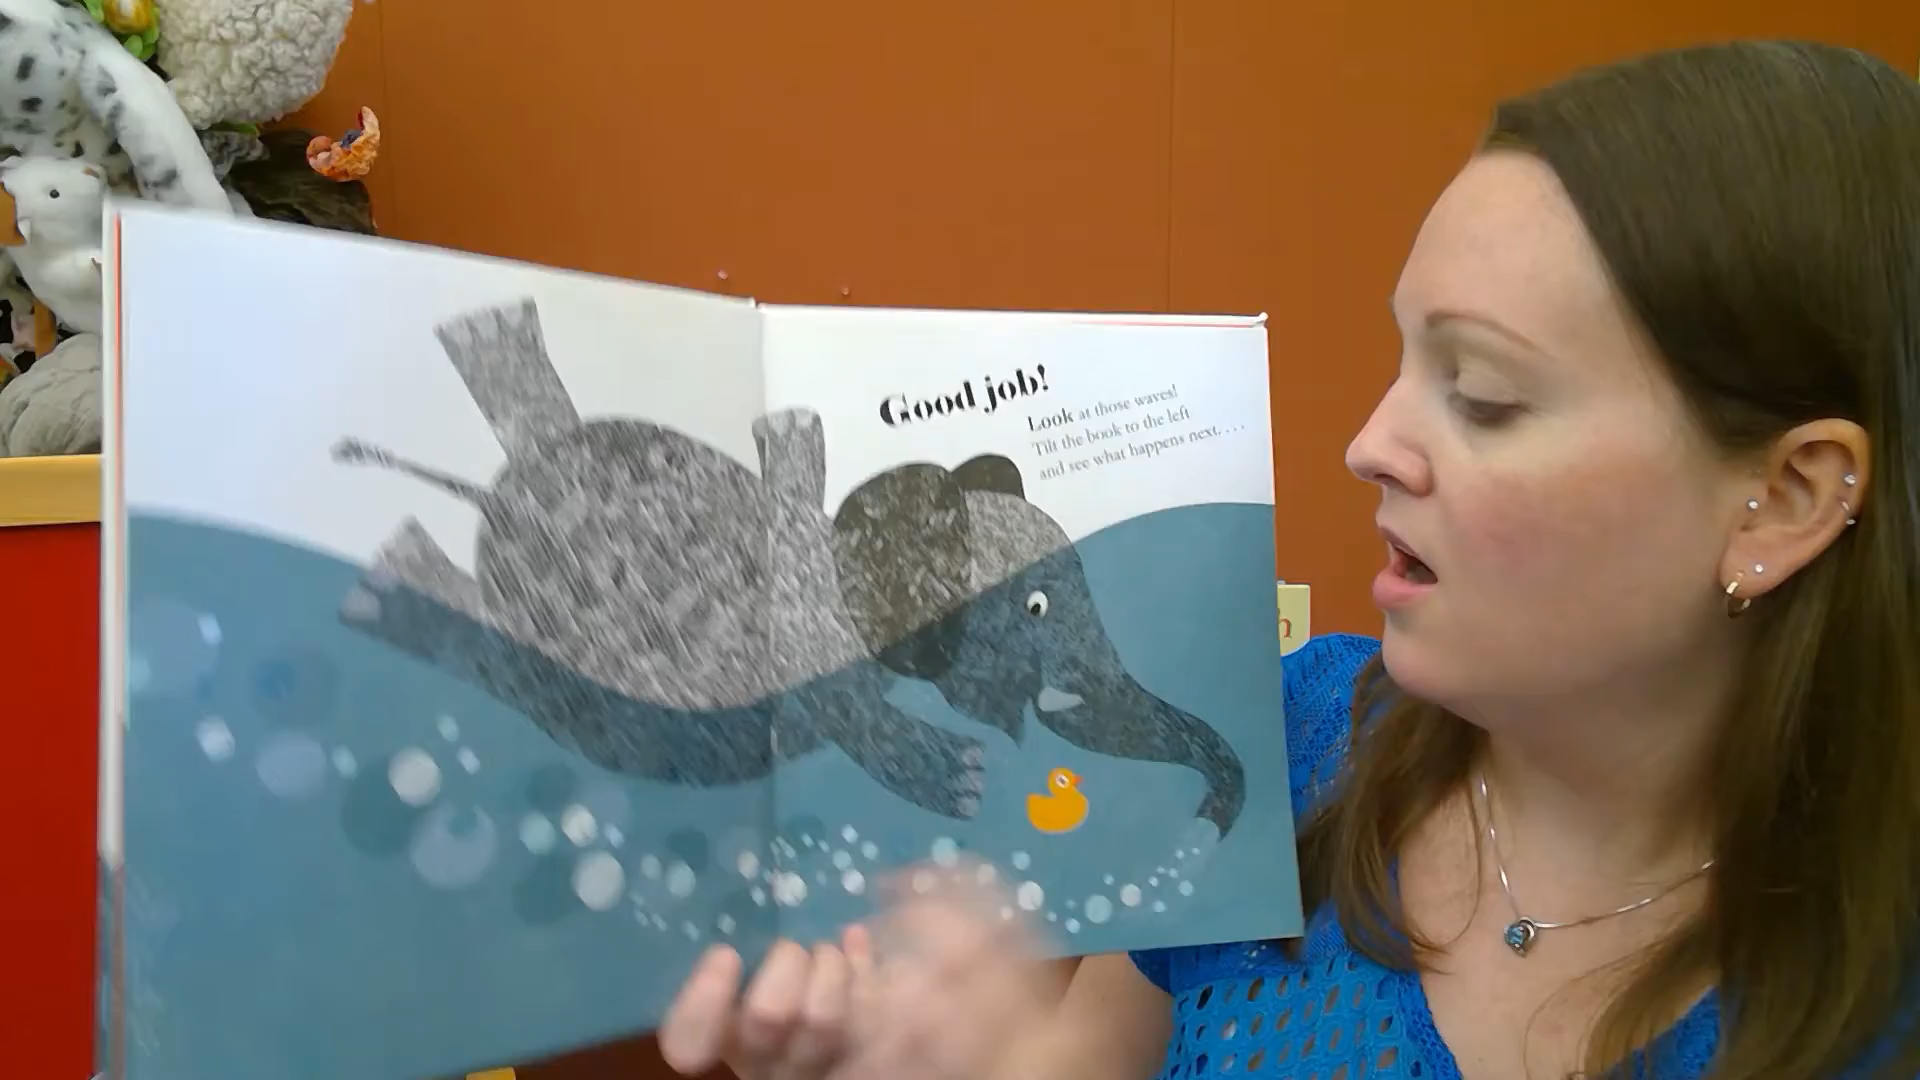 Good job!
Look at those waves!
Tilt the book to the left
and see what happens next. . . .
h